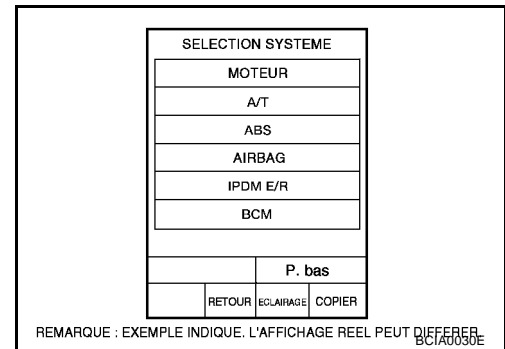 SELECTION SYSTEME
MOTEUR
A/T
ABS
AIRBAG
IPDM E/R
BCM
P. bas
RETOUR ECLAIRAGE COPIER
REMARQUE : EXEMPLE INDIQUE. L'AFFICHAGE REEL PEUT DIFFERER.
BCIA0030E